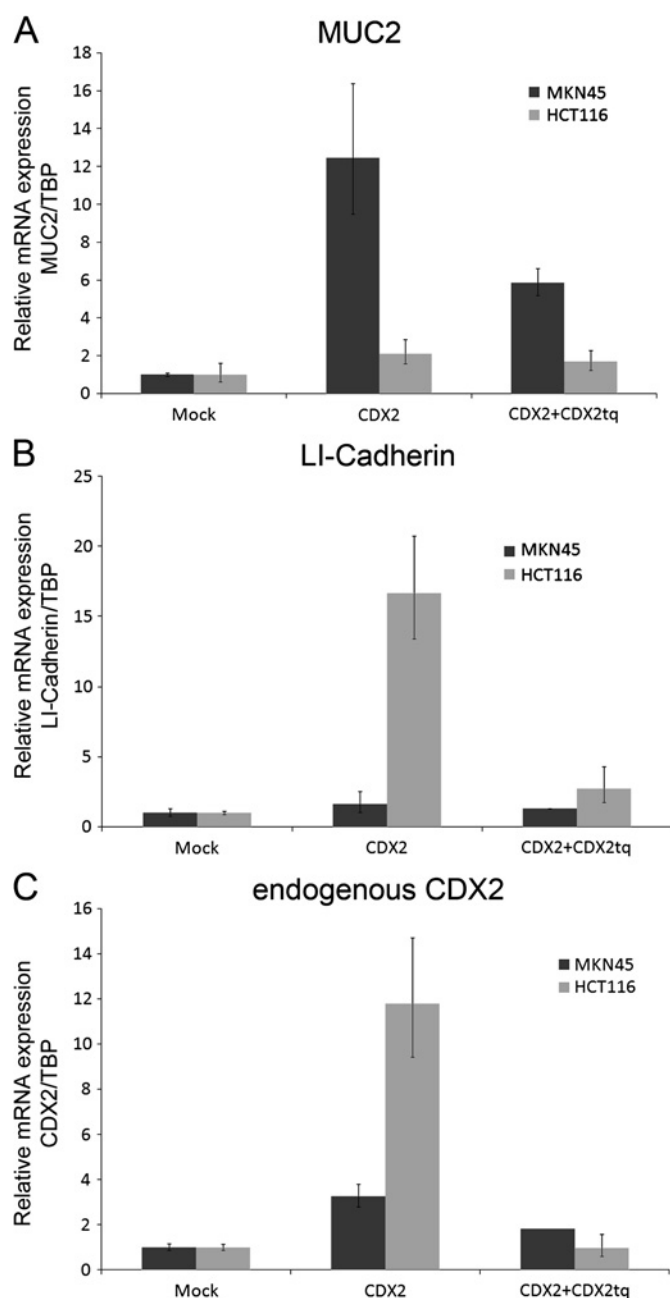 A
MUC2
Relative mRNA expression
MUC2/TBP
18
16
14
12
10
8
6
4
2
0
MKN45
HCT116
Mock
CDX2
CDX2+CDX2tq
B
LI-Cadherin
Relative mRNA expression
LI-Cadherin/TBP
25
20
15
10
5
0
MKN45
HCT116
Mock
CDX2
CDX2+CDX2tq
C
endogenous CDX2
Relative mRNA expression
CDX2/TBP
16
14
12
10
8
6
4
2
0
MKN45
HCT116
Mock
CDX2
CDX2+CDX2tq